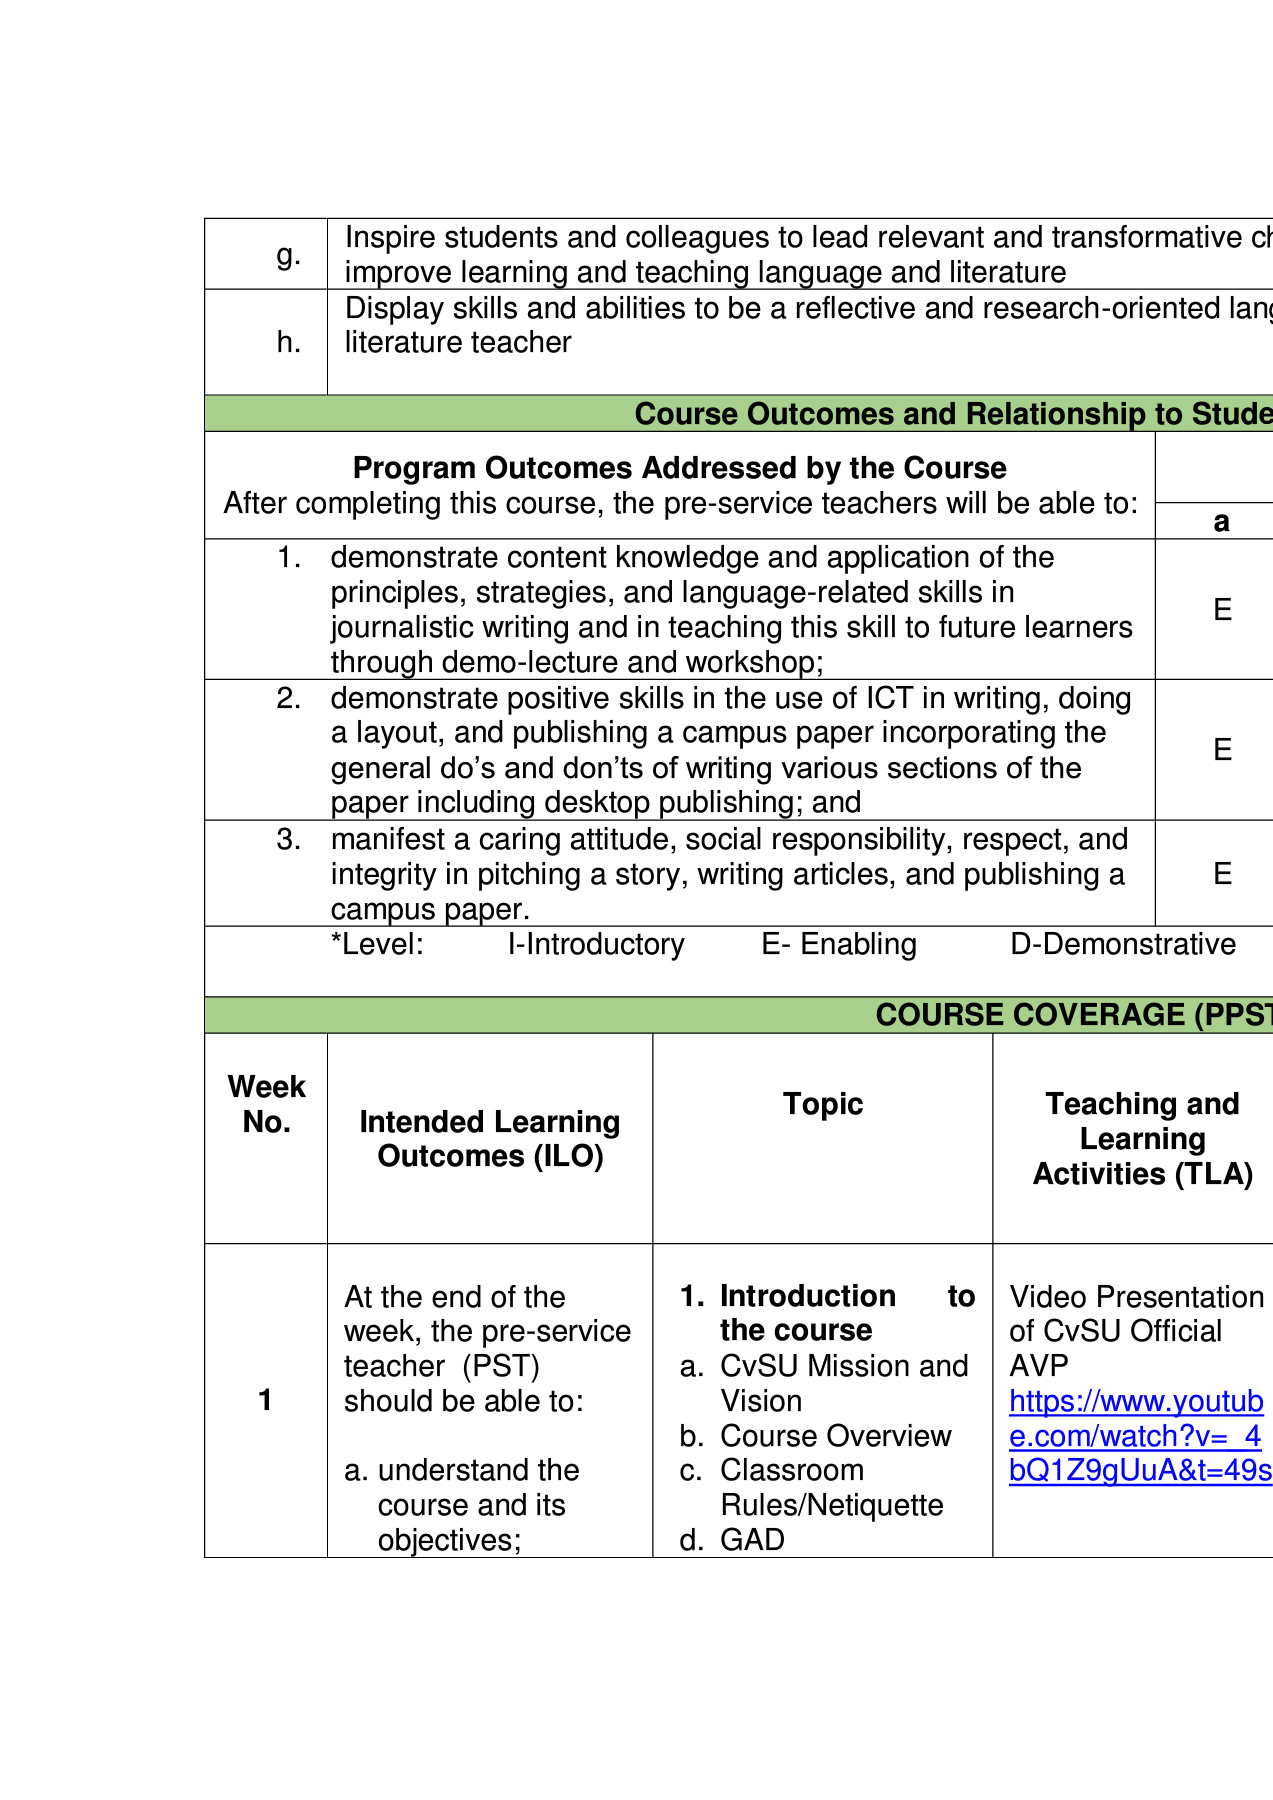 g.
Inspire students and colleagues to lead relevant and transformative
improve learning and teaching language and literature
h.
Display skills and abilities to be a reflective and research-oriented
literature teacher
Course Outcomes and Relationship to
Program Outcomes Addressed by the Course
After completing this course, the pre-service teachers will be able to:
a
1. demonstrate content knowledge and application of the
principles, strategies, and language-related skills in
journalistic writing and in teaching this skill to future learners
through demo-lecture and workshop;
E
2. demonstrate positive skills in the use of ICT in writing, doing
a layout, and publishing a campus paper incorporating the
general do’s and don’ts of writing various sections of the
paper including desktop publishing; and
E
3. manifest a caring attitude, social responsibility, respect, and
integrity in pitching a story, writing articles, and publishing a
campus paper.
E
*Level: I-Introductory E- Enabling D-Demonstrative
COURSE COVERAGE (PPST
Week
No.
Intended Learning
Outcomes (ILO)
Topic
Teaching and
Learning
Activities (TLA)
1
At the end of the
week, the pre-service
teacher (PST)
should be able to:
a. understand the
course and its
objectives;
1. Introduction to
the course
a. CvSU Mission and
Vision
b. Course Overview
c. Classroom
Rules/Netiquette
d. GAD
Video Presentation
of CvSU Official
AVP
https://www.youtub
e.com/watch?v=_4
bQ1Z9gUuA&t=49s